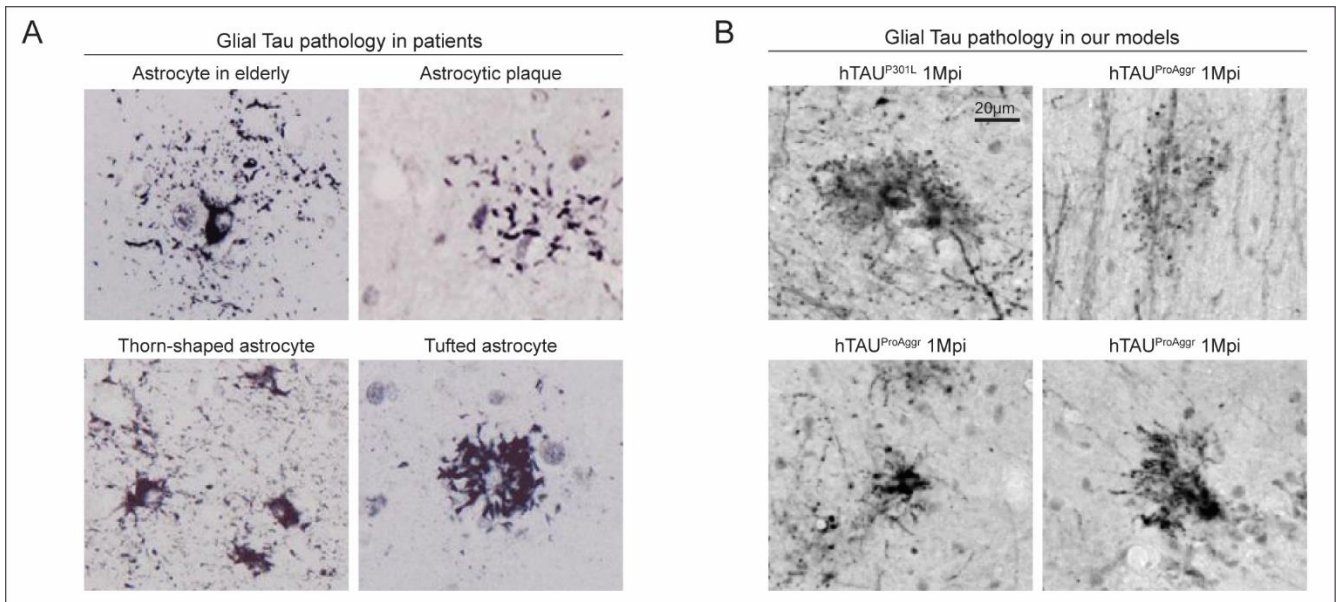 A
Glial Tau pathology in patients
Astrocyte in elderly
Astrocytic plaque
Thorn-shaped astrocyte
Tufted astrocyte
B
Glial Tau pathology in our models
hTAUᴾ³⁰¹ᴸ 1Mpi
hTAUᴾʳᵒᴬᵍᵍʳ 1Mpi
20µm
hTAUᴾʳᵒᴬᵍᵍʳ 1Mpi
hTAUᴾʳᵒᴬᵍᵍʳ 1Mpi